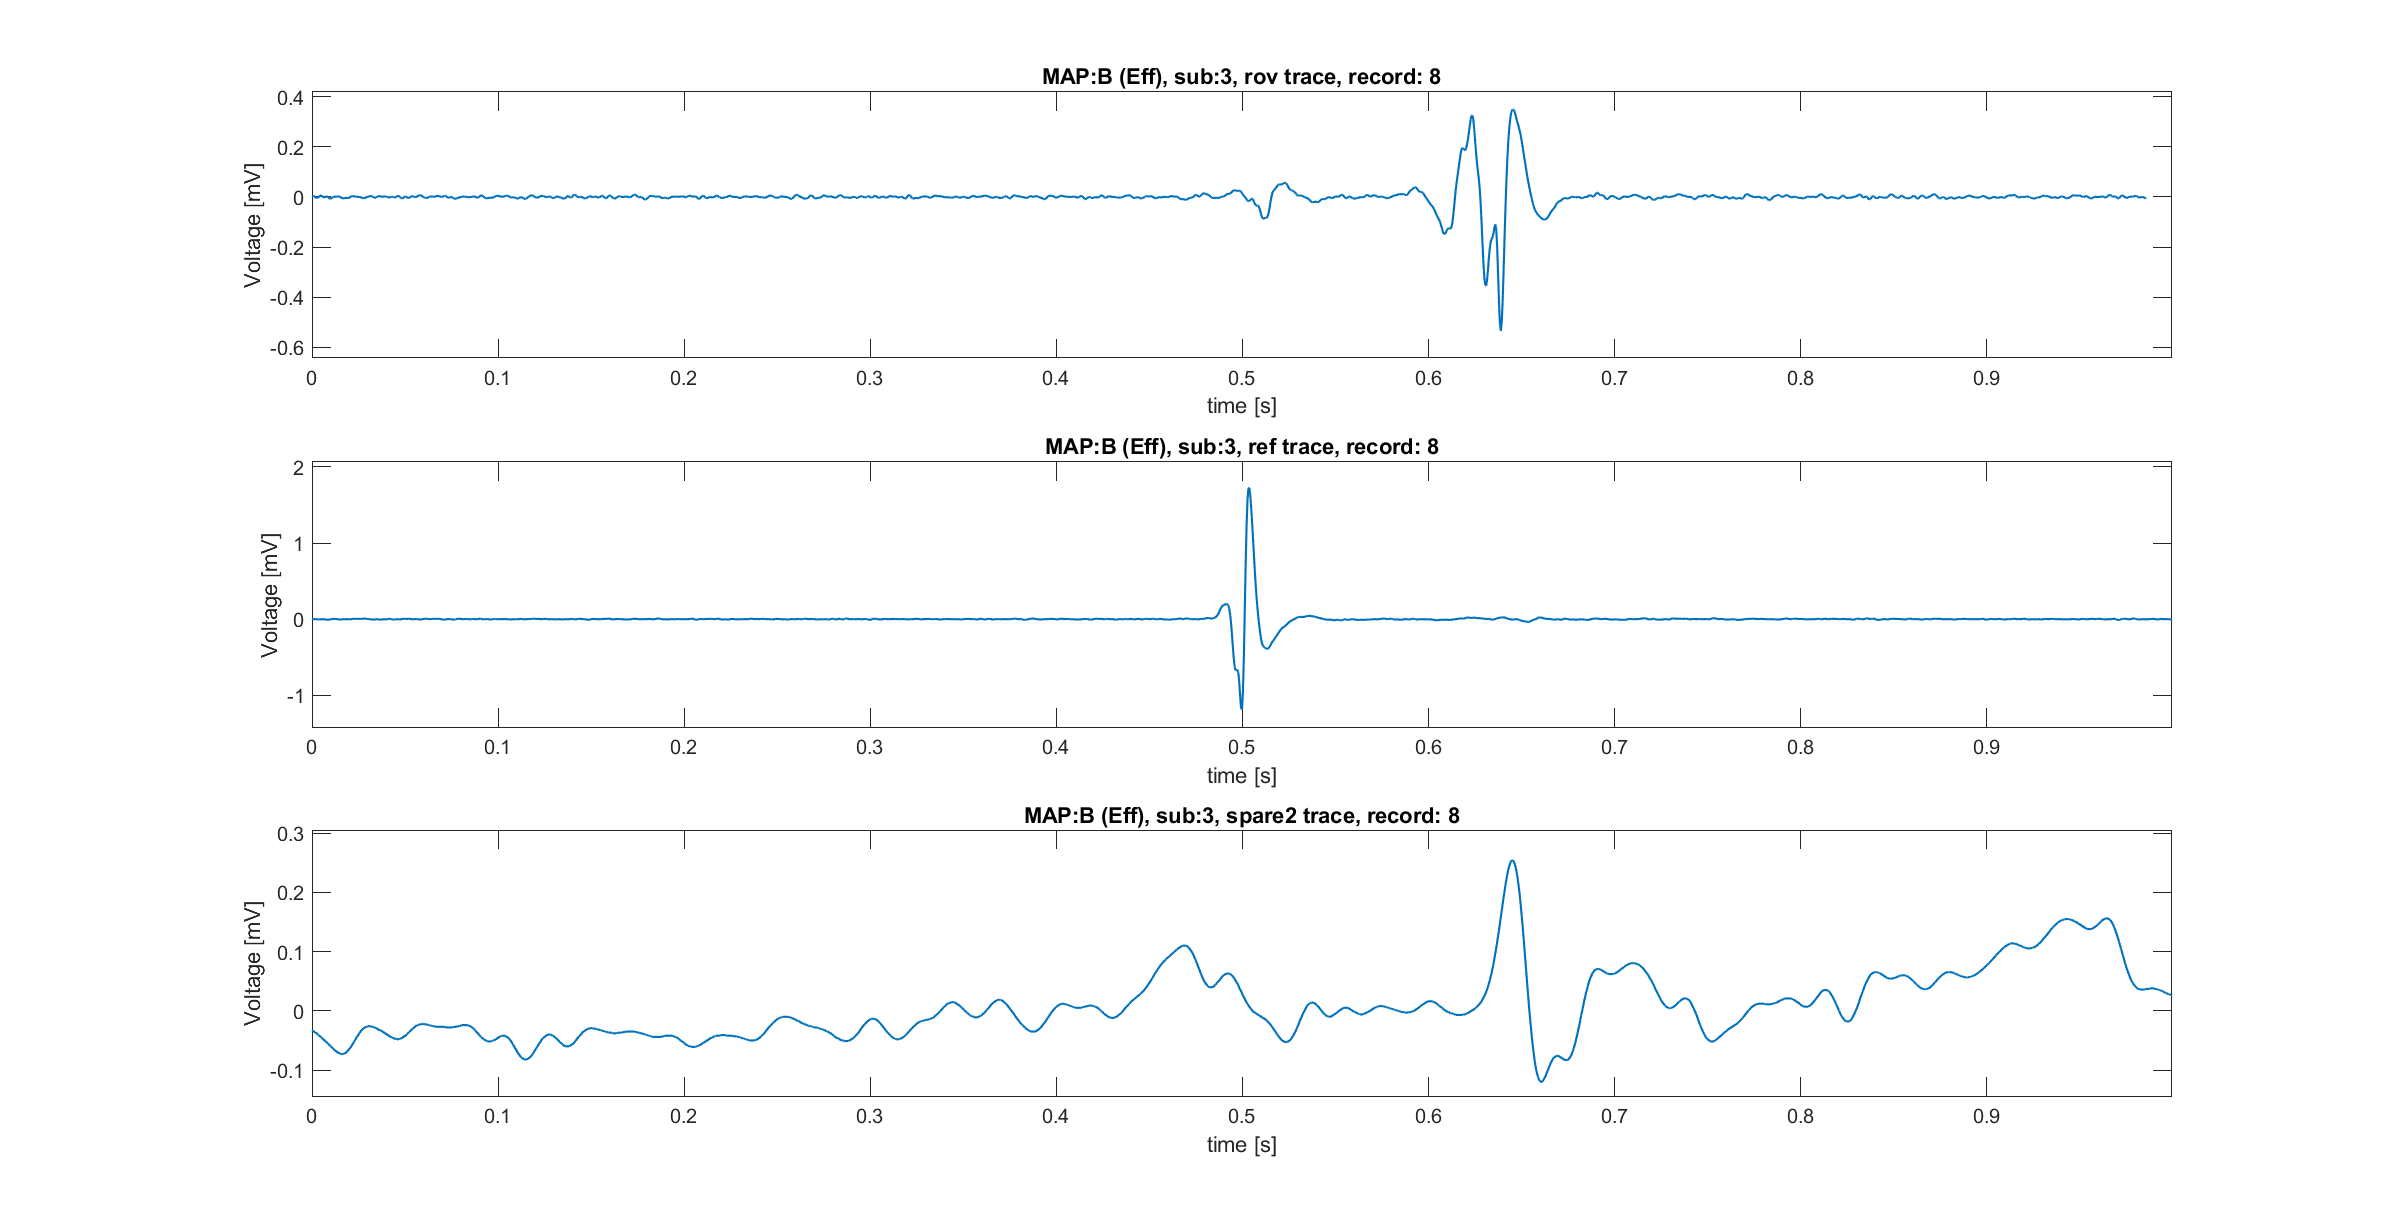 MAP:B (Eff), sub:3, rov trace, record: 8
0.4
0.2
0
-0.2
-0.4
-0.6
Voltage [mV]
0 0.1 0.2 0.3 0.4 0.5 0.6 0.7 0.8 0.9
time [s]
MAP:B (Eff), sub:3, ref trace, record: 8
2
1
0
-1
Voltage [mV]
0 0.1 0.2 0.3 0.4 0.5 0.6 0.7 0.8 0.9
time [s]
MAP:B (Eff), sub:3, spare2 trace, record: 8
0.3
0.2
0.1
0
-0.1
Voltage [mV]
0 0.1 0.2 0.3 0.4 0.5 0.6 0.7 0.8 0.9
time [s]